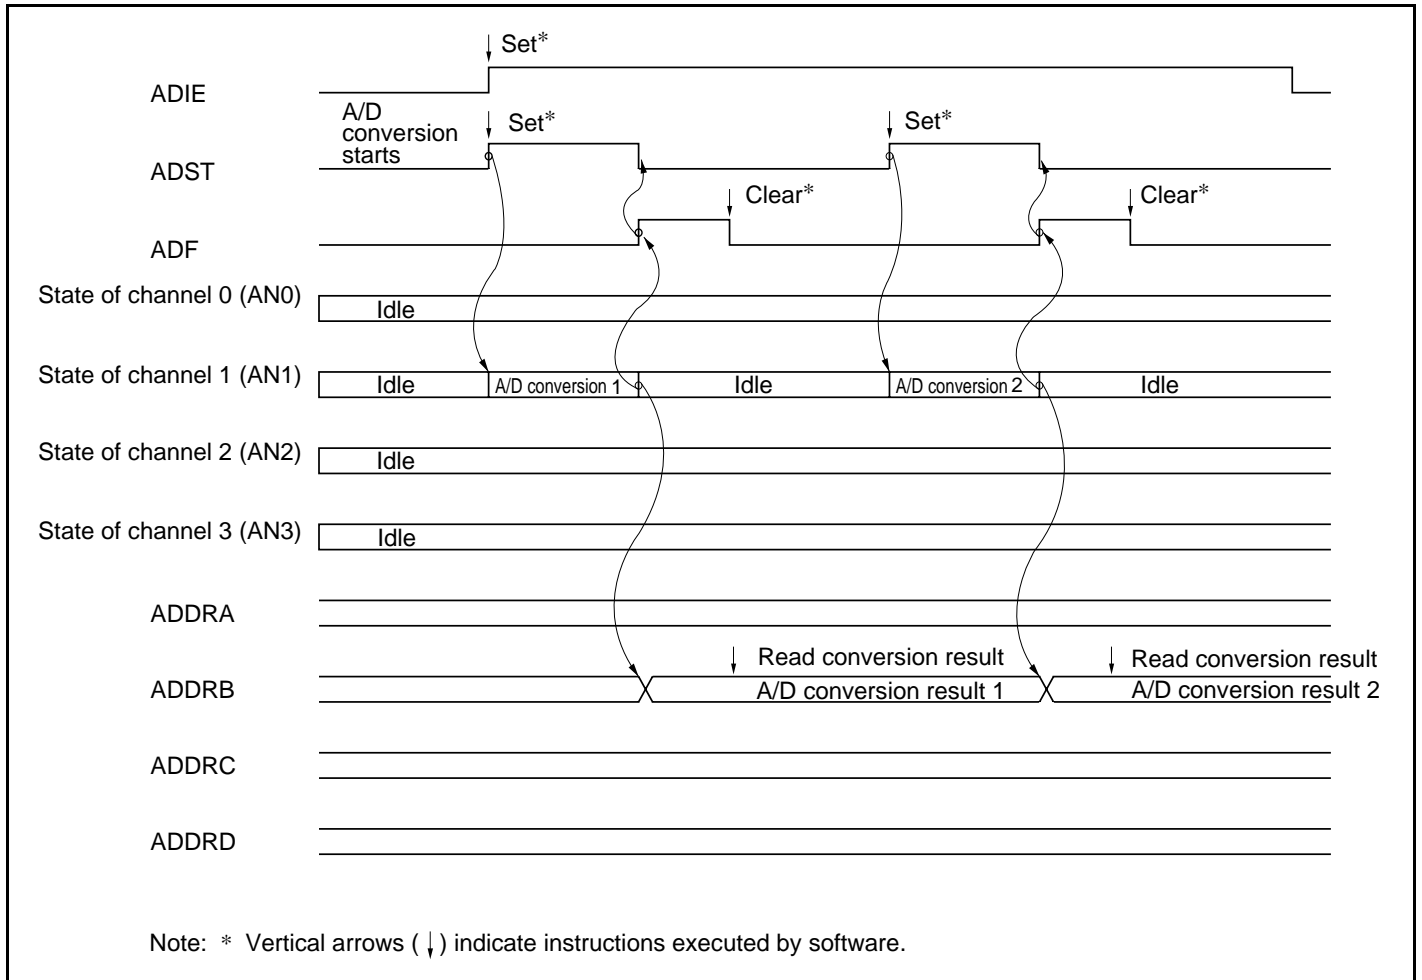 Set*
ADIE
A/D
conversion
starts
Set*
Set*
ADST
Clear*
Clear*
ADF
State of channel 0 (AN0)
Idle
State of channel 1 (AN1)
Idle
A/D conversion 1
Idle
A/D conversion 2
Idle
State of channel 2 (AN2)
Idle
State of channel 3 (AN3)
Idle
ADDRA
Read conversion result
Read conversion result
ADDRB
A/D conversion result 1
A/D conversion result 2
ADDRC
ADDRD
Note: * Vertical arrows (↓) indicate instructions executed by software.